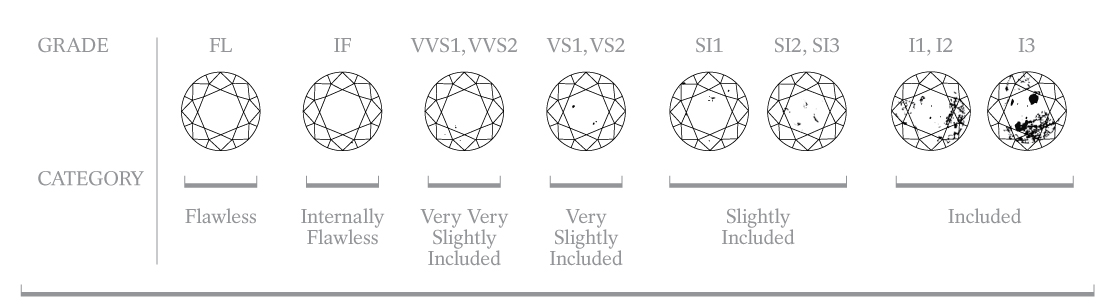 GRADE FL IF VVS1, VVS2 VS1, VS2 SI1 SI2, SI3 I1, I2 I3
CATEGORY
Flawless Internally Very Very Very Slightly Included
Flawless Slightly Slightly Included
Included Included